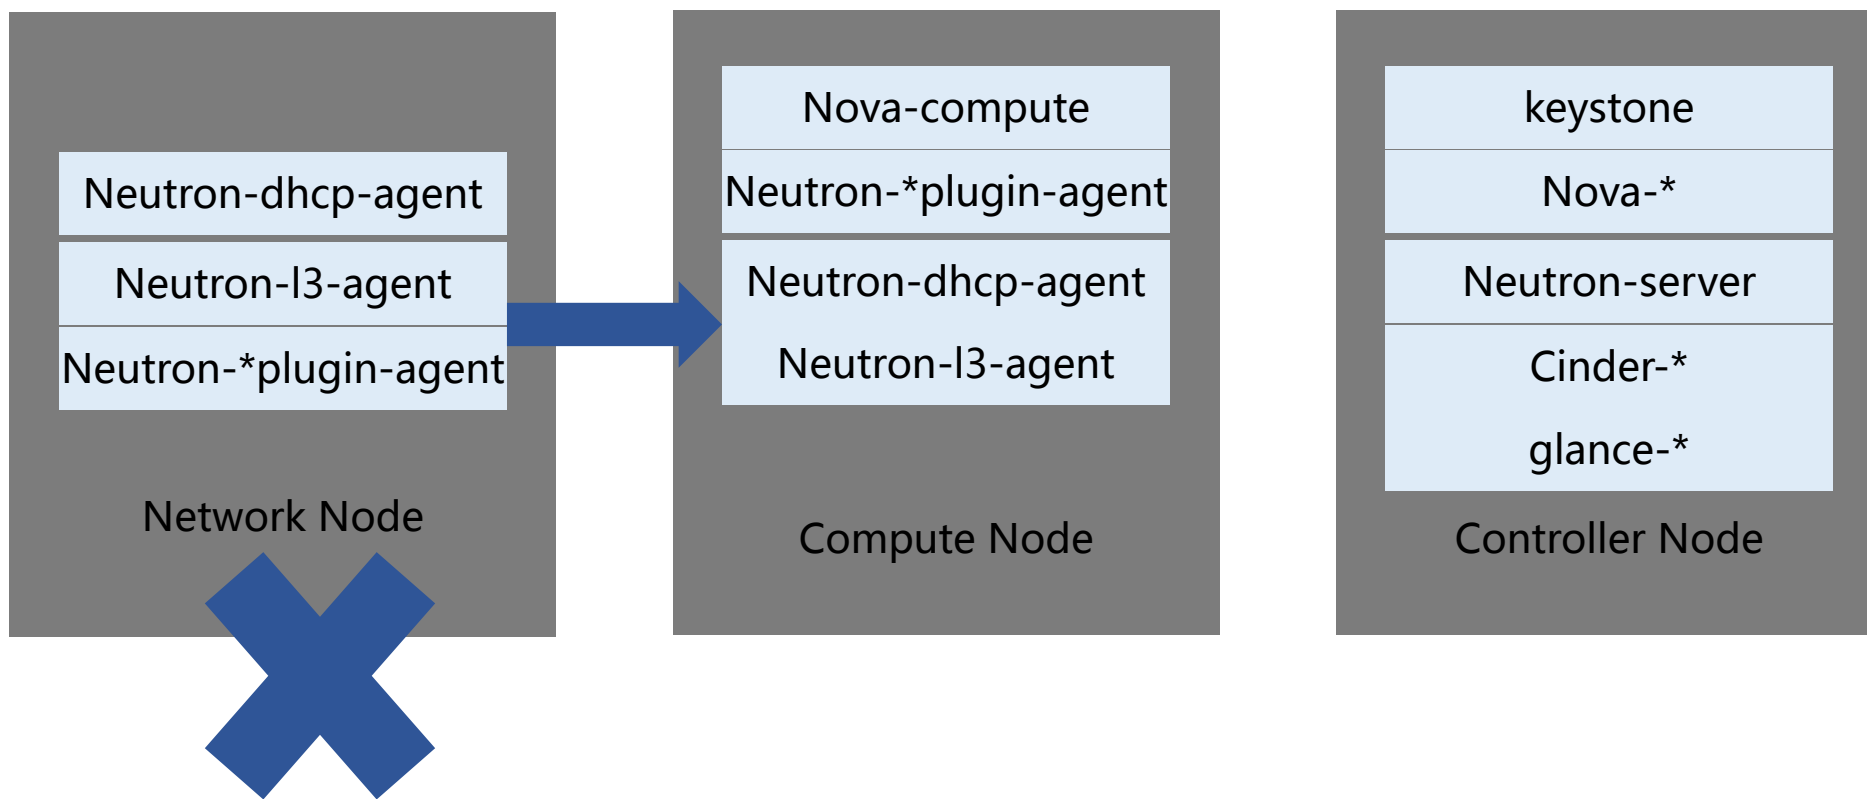 Neutron-dhcp-agent
Neutron-l3-agent
Neutron-*plugin-agent
Network Node
Nova-compute
Neutron-*plugin-agent
Neutron-dhcp-agent
Neutron-l3-agent
Compute Node
keystone
Nova-*
Neutron-server
Cinder-*
glance-*
Controller Node